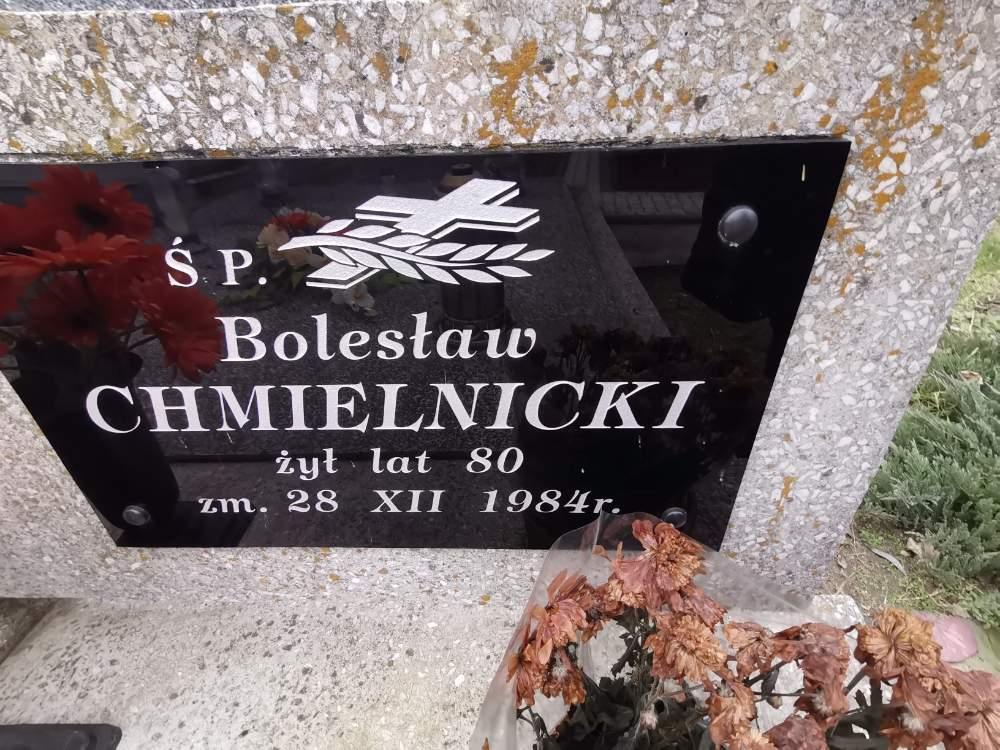 Ś P.
Bolesław
CHMIELNICKI
żył lat 80
zm. 28 XII 1984r.